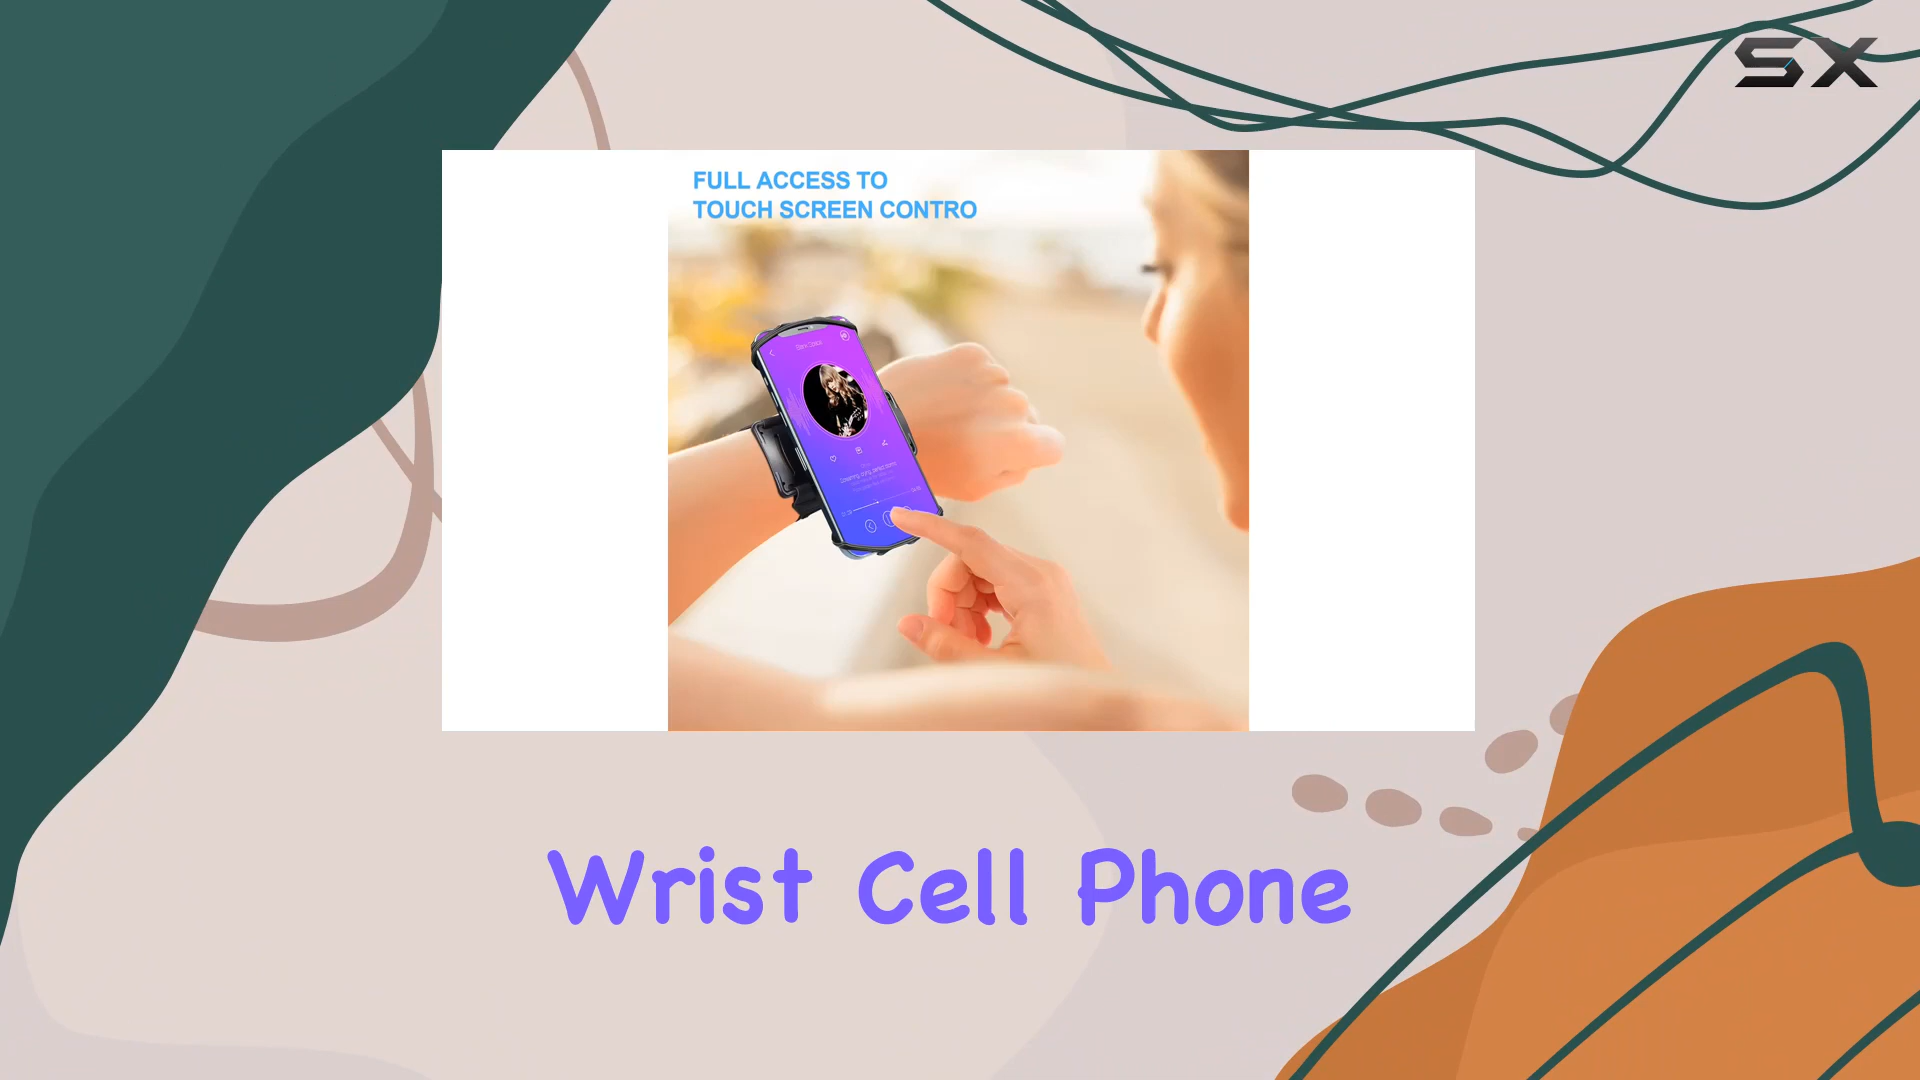 SX
FULL ACCESS TO
TOUCH SCREEN CONTRO
Wrist Cell Phone